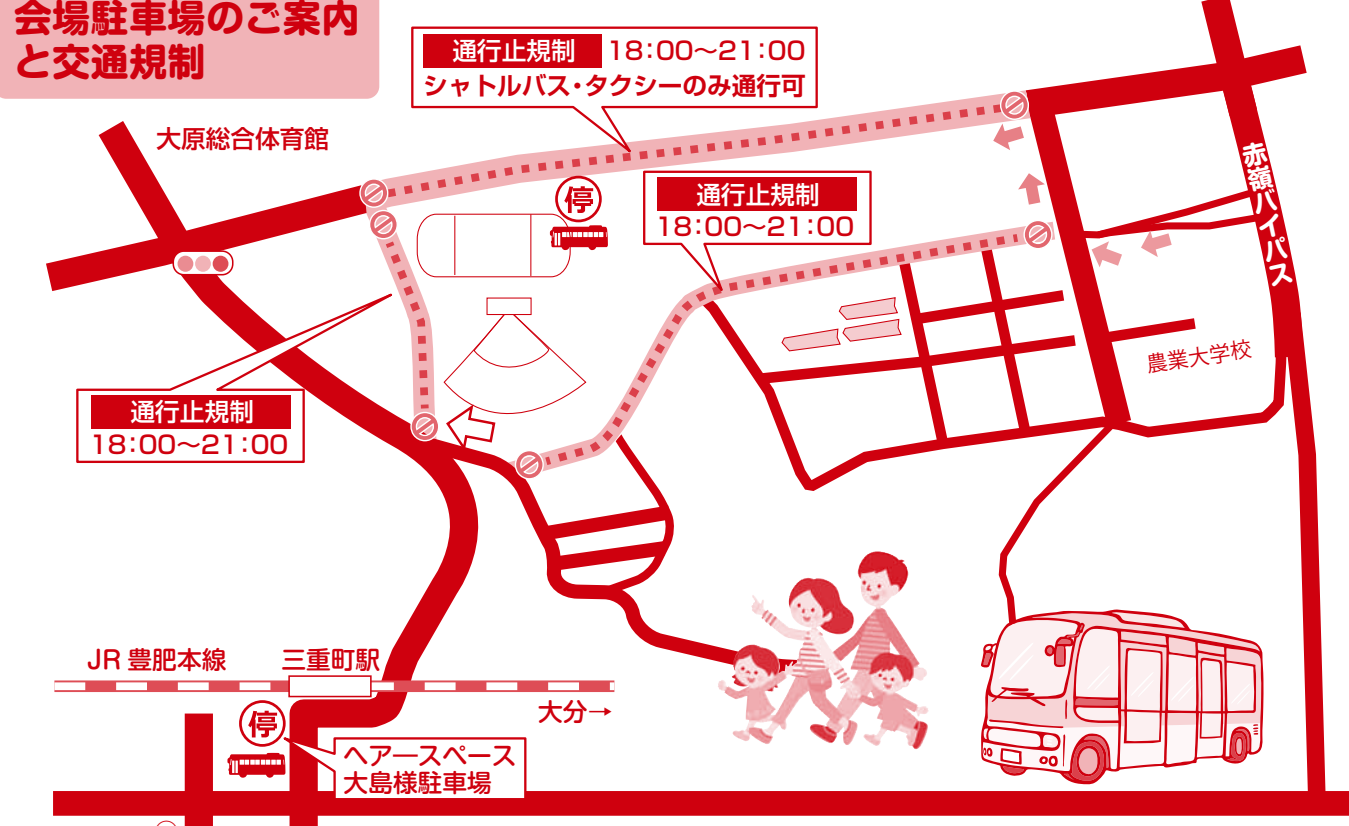 会場駐車場のご案内
と交通規制
通行止規制 18:00〜21:00
シャトルバス・タクシーのみ通行可
大原総合体育館
停
通行止規制
18:00〜21:00
赤嶺バイパス
農業大学校
通行止規制
18:00〜21:00
JR 豊肥本線
三重町駅
大分→
停
ヘアースペース
大島様駐車場